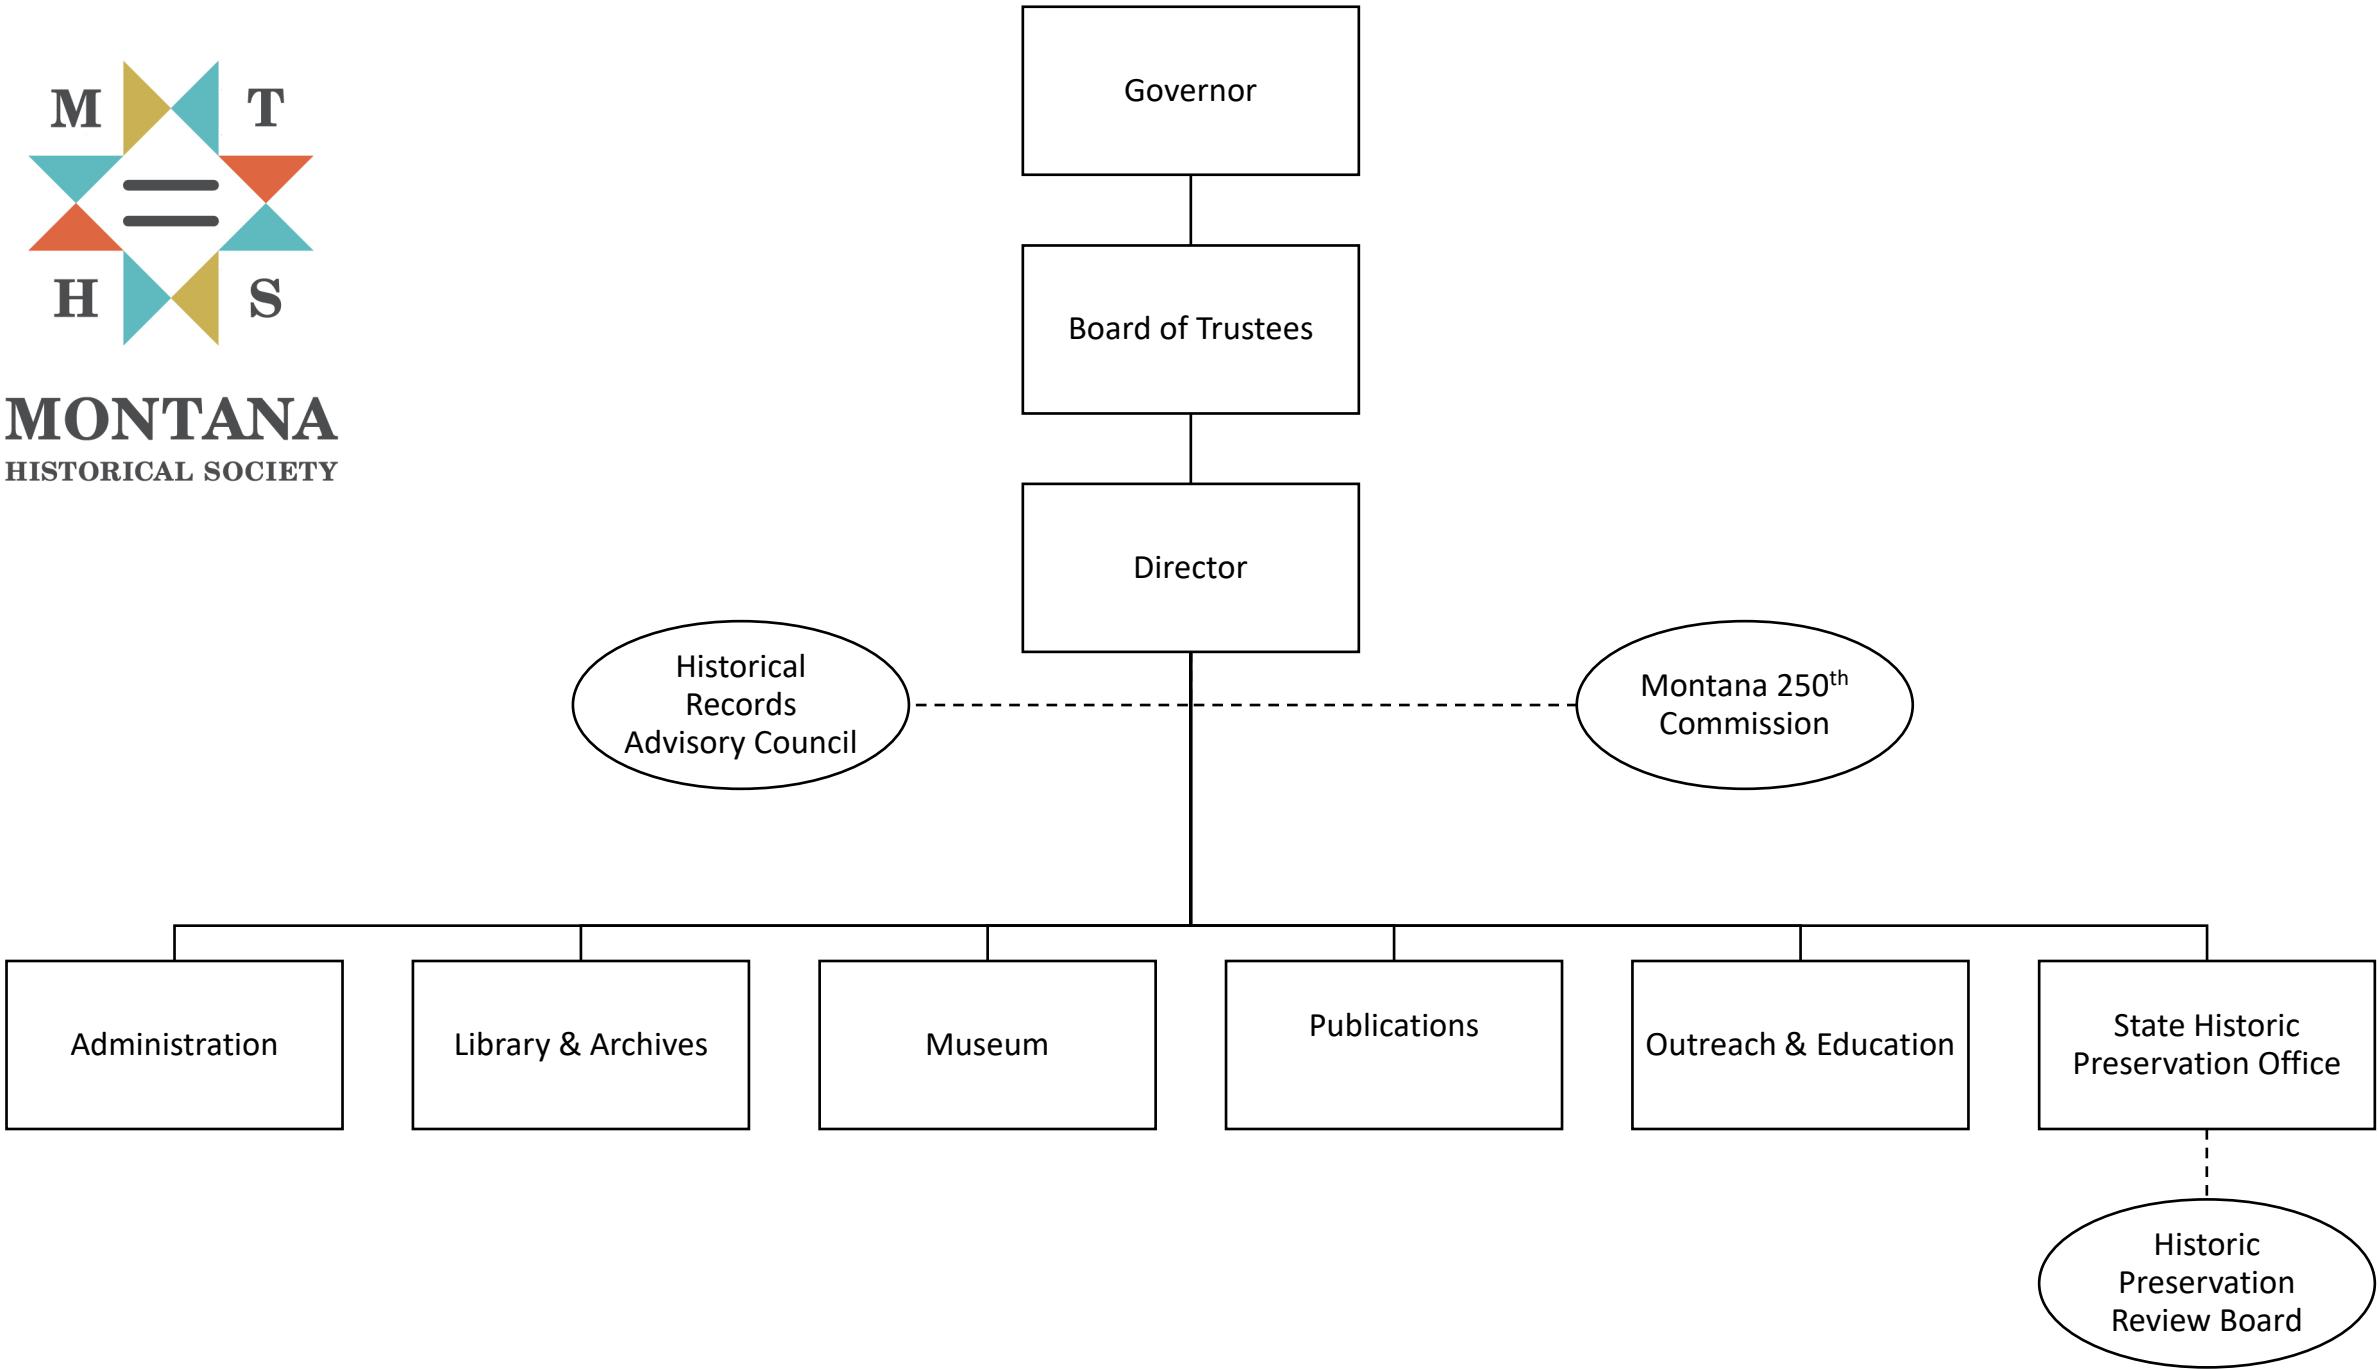 M T
H S
MONTANA
HISTORICAL SOCIETY
Governor
Board of Trustees
Director
Historical
Records
Advisory Council
Montana 250th
Commission
Administration
Library & Archives
Museum
Publications
Outreach & Education
State Historic
Preservation Office
Historic
Preservation
Review Board